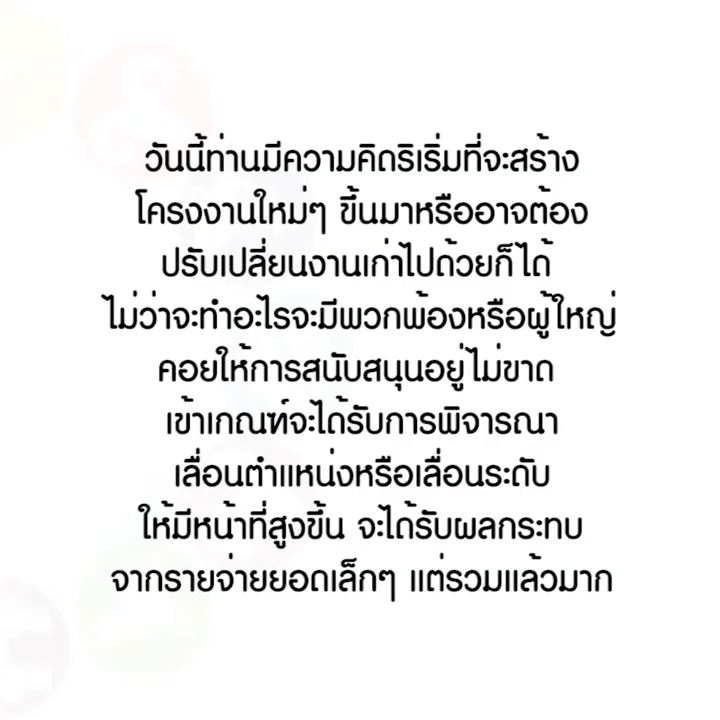 วันนี้ท่านมีความคิดริเริ่มที่จะสร้าง
โครงงานใหม่ๆ ขึ้นมาหรืออาจต้อง
ปรับเปลี่ยนงานเก่าไปด้วยก็ได้
ไม่ว่าจะทำอะไรจะมีพวกพ้องหรือผู้ใหญ่
คอยให้การสนับสนุนอยู่ไม่ขาด
เข้าเกณฑ์จะได้รับการพิจารณา
เลื่อนตำแหน่งหรือเลื่อนระดับ
ให้มีหน้าที่สูงขึ้น จะได้รับผลกระทบ
จากรายจ่ายยอดเล็กๆ แต่รวมแล้วมาก